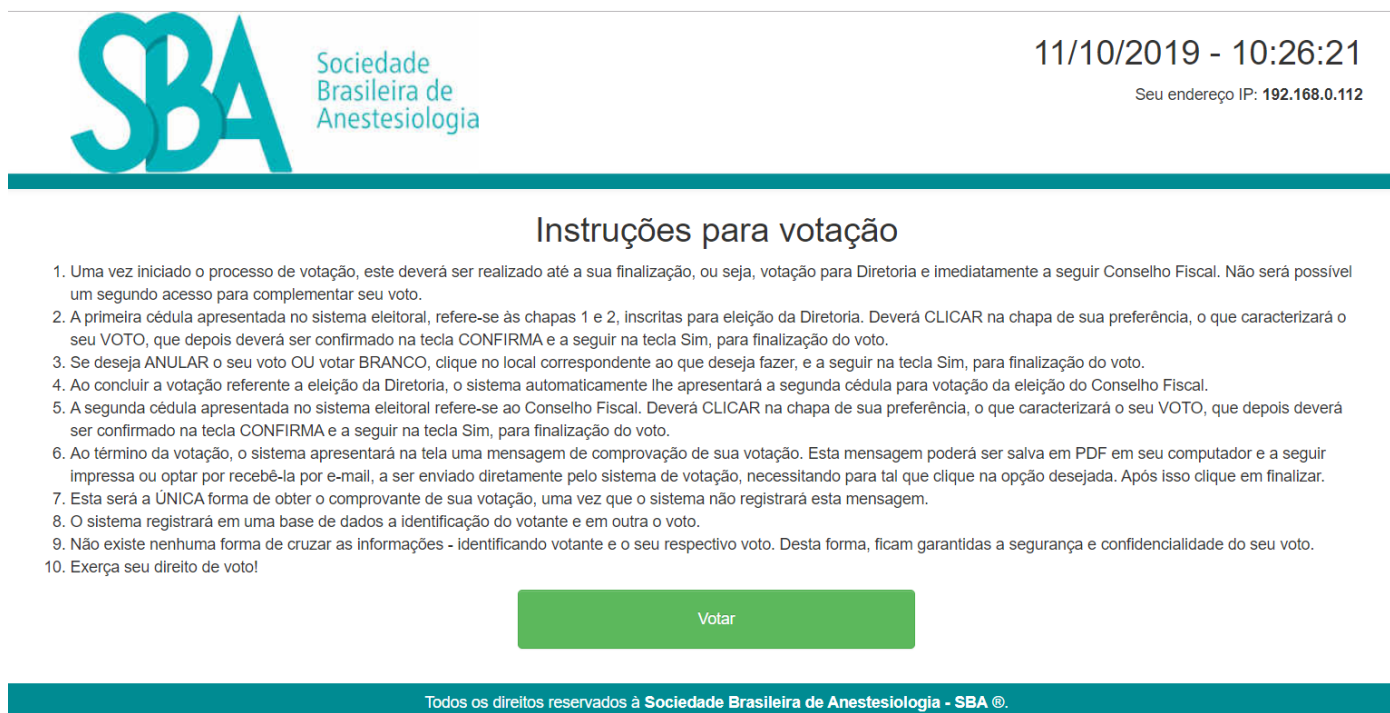 SBA
Sociedade
Brasileira de
Anestesiologia
11/10/2019 - 10:26:21
Seu endereço IP: 192.168.0.112
Instruções para votação
1. Uma vez iniciado o processo de votação, este deverá ser realizado até a sua finalização, ou seja, votação para Diretoria e imediatamente a seguir Conselho Fiscal. Não será possível
um segundo acesso para complementar seu voto.
2. A primeira cédula apresentada no sistema eleitoral, refere-se às chapas 1 e 2, inscritas para eleição da Diretoria. Deverá CLICAR na chapa de sua preferência, o que caracterizará o
seu VOTO, que depois deverá ser confirmado na tecla CONFIRMA e a seguir na tecla Sim, para finalização do voto.
3. Se deseja ANULAR o seu voto OU votar BRANCO, clique no local correspondente ao que deseja fazer, e a seguir na tecla Sim, para finalização do voto.
4. Ao concluir a votação referente a eleição da Diretoria, o sistema automaticamente lhe apresentará a segunda cédula para votação da eleição do Conselho Fiscal.
5. A segunda cédula apresentada no sistema eleitoral refere-se ao Conselho Fiscal. Deverá CLICAR na chapa de sua preferência, o que caracterizará o seu VOTO, que depois deverá
ser confirmado na tecla CONFIRMA e a seguir na tecla Sim, para finalização do voto.
6. Ao término da votação, o sistema apresentará na tela uma mensagem de comprovação de sua votação. Esta mensagem poderá ser salva em PDF em seu computador e a seguir
impressa ou optar por recebê-la por e-mail, a ser enviado diretamente pelo sistema de votação, necessitando para tal que clique na opção desejada. Após isso clique em finalizar.
7. Esta será a ÚNICA forma de obter o comprovante de sua votação, uma vez que o sistema não registrará esta mensagem.
8. O sistema registrará em uma base de dados a identificação do votante e em outra o voto.
9. Não existe nenhuma forma de cruzar as informações - identificando votante e o seu respectivo voto. Desta forma, ficam garantidas a segurança e confidencialidade do seu voto.
10. Exerça seu direito de voto!
Votar
Todos os direitos reservados à Sociedade Brasileira de Anestesiologia - SBA ®.